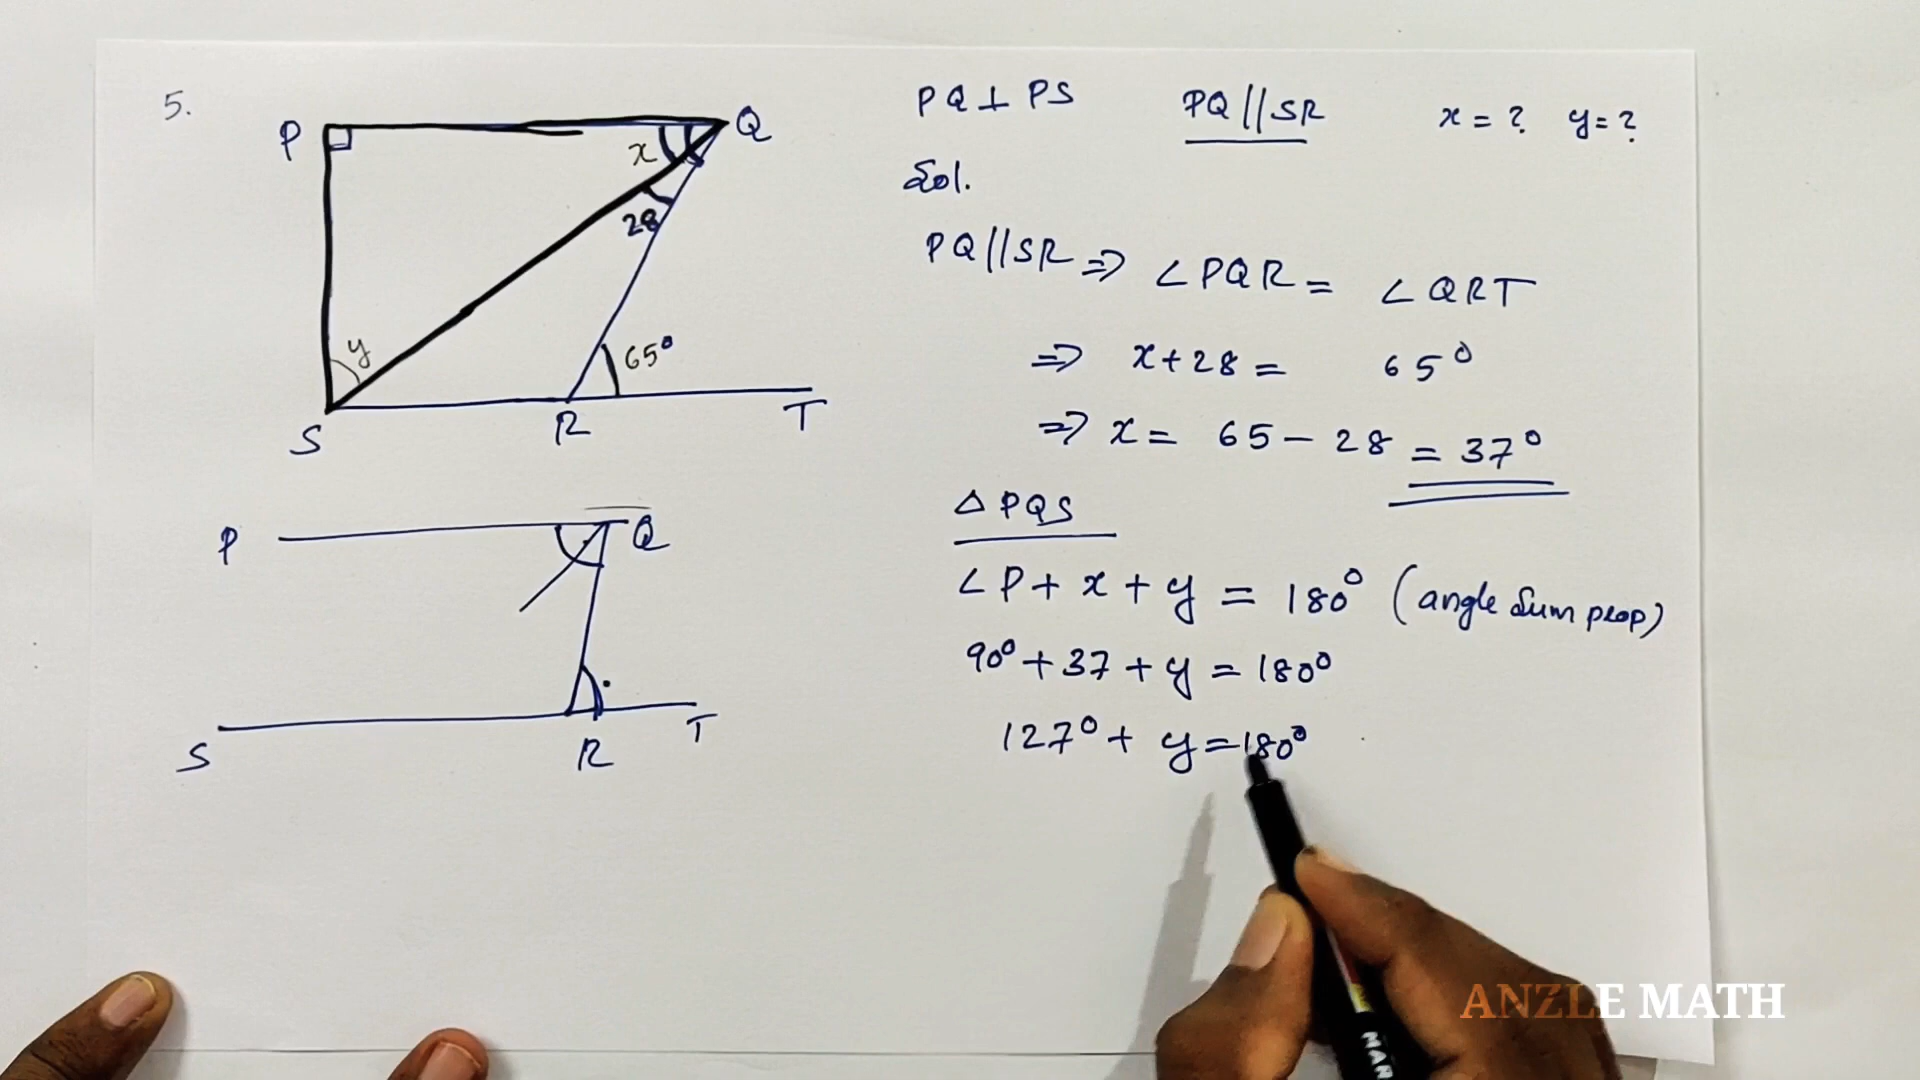 5.
P
Q
x
28
y
65°
S
R
T
P
Q
S
R
T
PQ ⊥ PS PQ // SR x = ? y = ?
Sol.
PQ // SR ⇒ ∠PQR = ∠QRT
⇒ x + 28 = 65°
⇒ x = 65 - 28 = 37°
△ PQS
∠P + x + y = 180° (angle sum prop)
90° + 37 + y = 180°
127° + y = 180°
MAN
ANZLE MATH